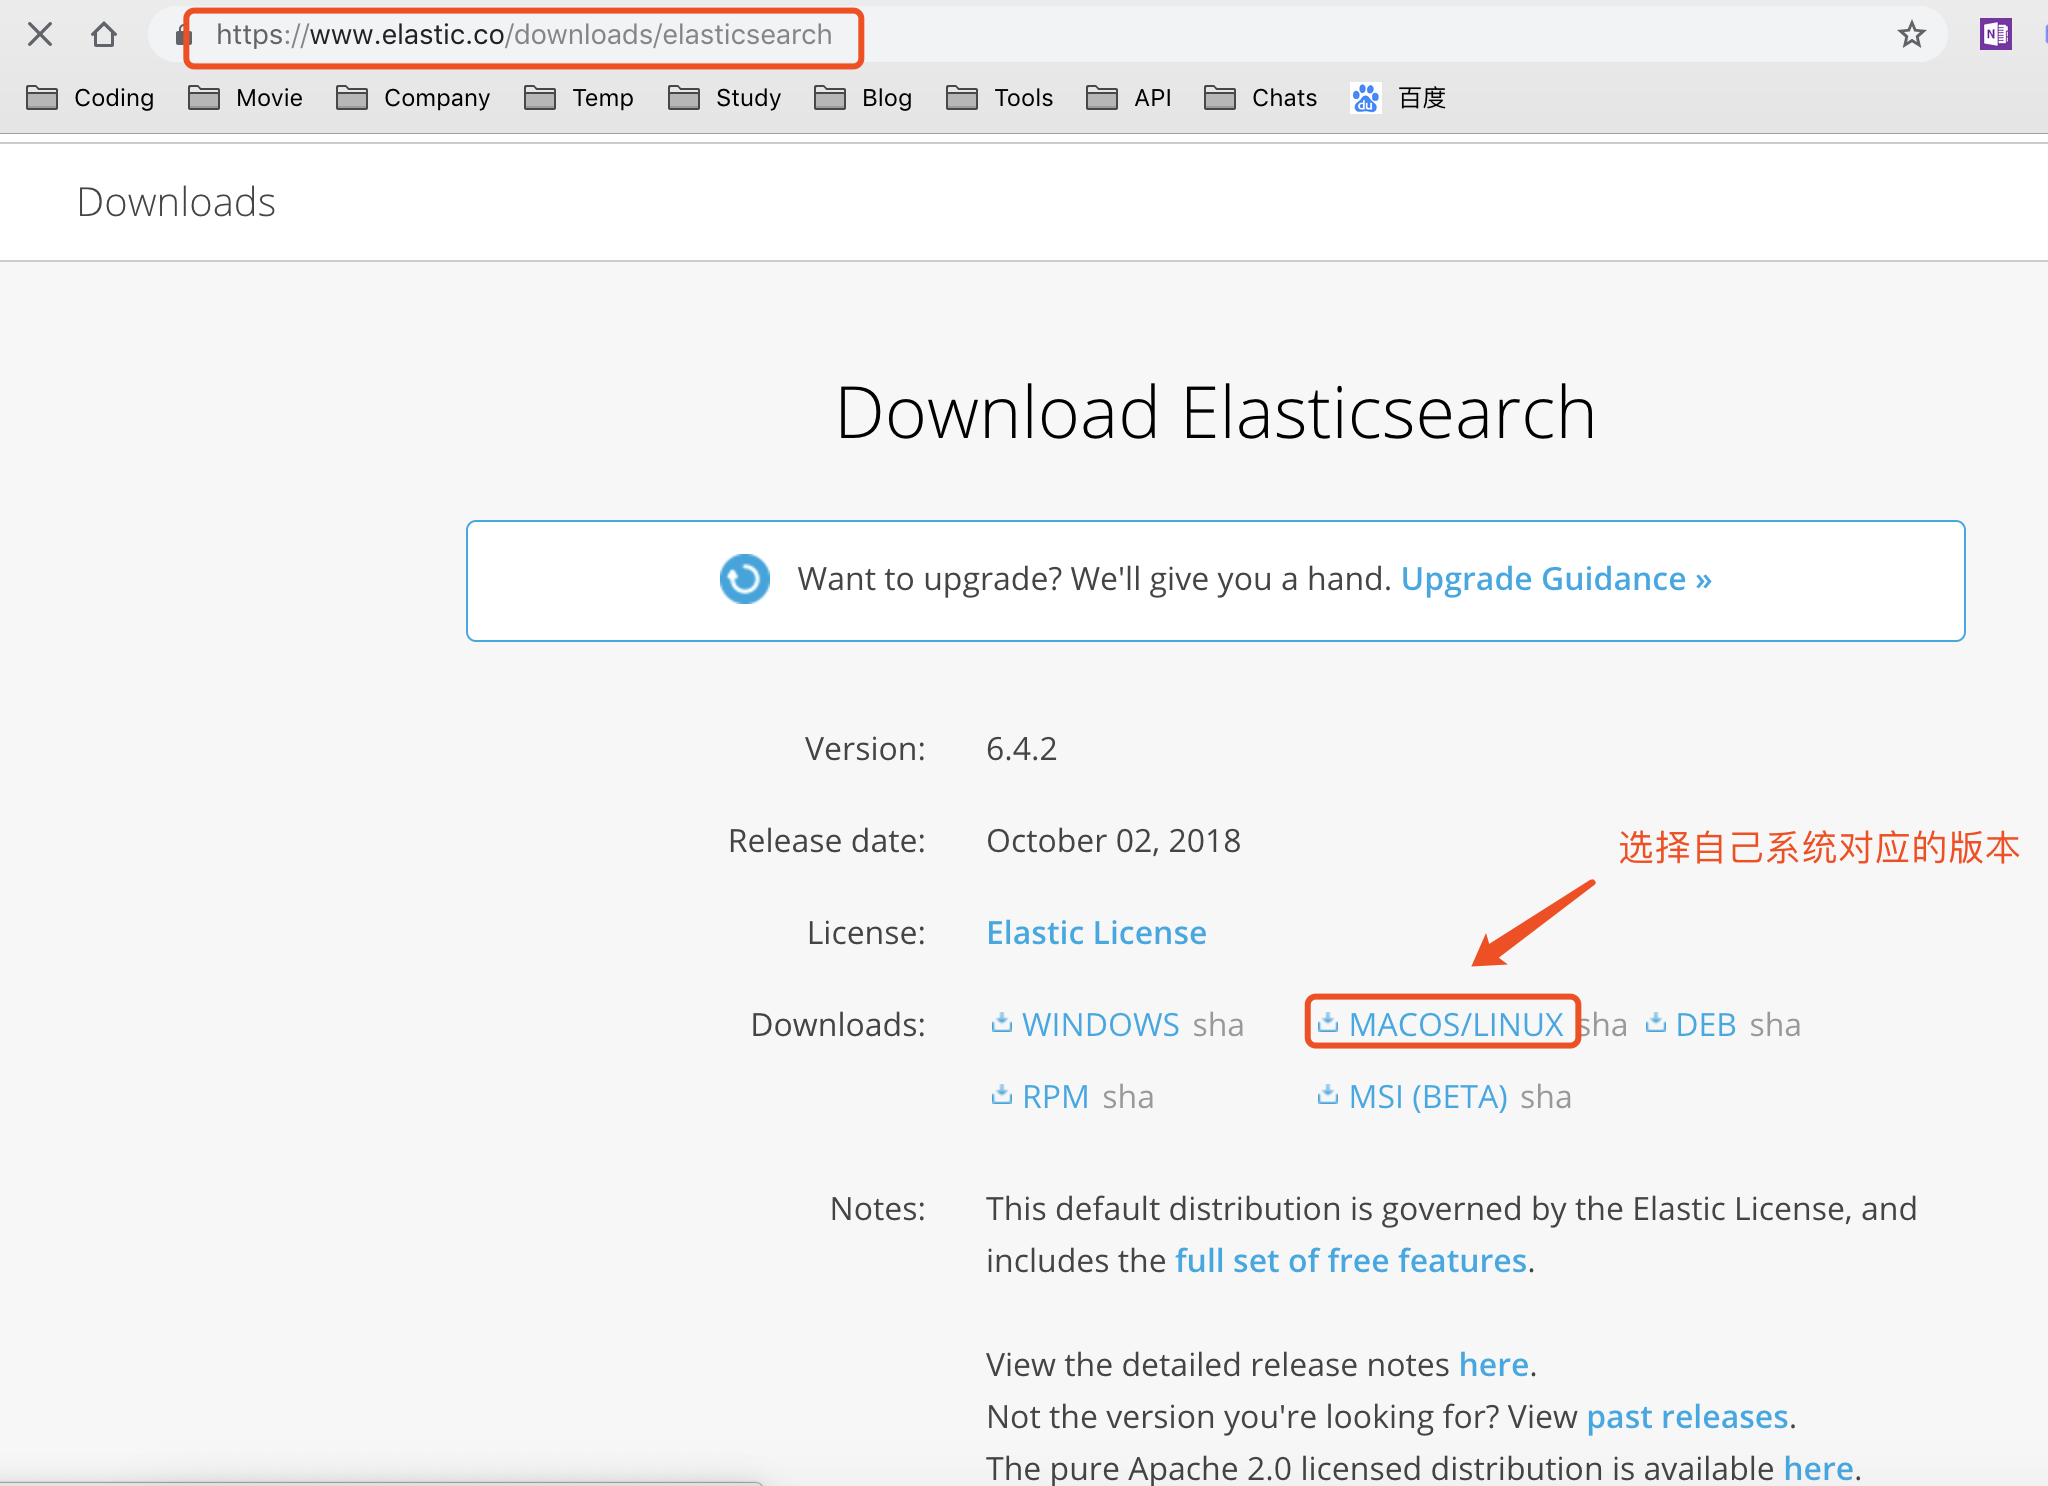 https://www.elastic.co/downloads/elasticsearch
Coding Movie Company Temp Study Blog Tools API Chats du 百度
Downloads
Download Elasticsearch
Want to upgrade? We'll give you a hand. Upgrade Guidance »
Version: 6.4.2
Release date: October 02, 2018
选择自己系统对应的版本
License: Elastic License
Downloads: WINDOWS sha MACOS/LINUX sha DEB sha
RPM sha MSI (BETA) sha
Notes: This default distribution is governed by the Elastic License, and
includes the full set of free features.
View the detailed release notes here.
Not the version you're looking for? View past releases.
The pure Apache 2.0 licensed distribution is available here.